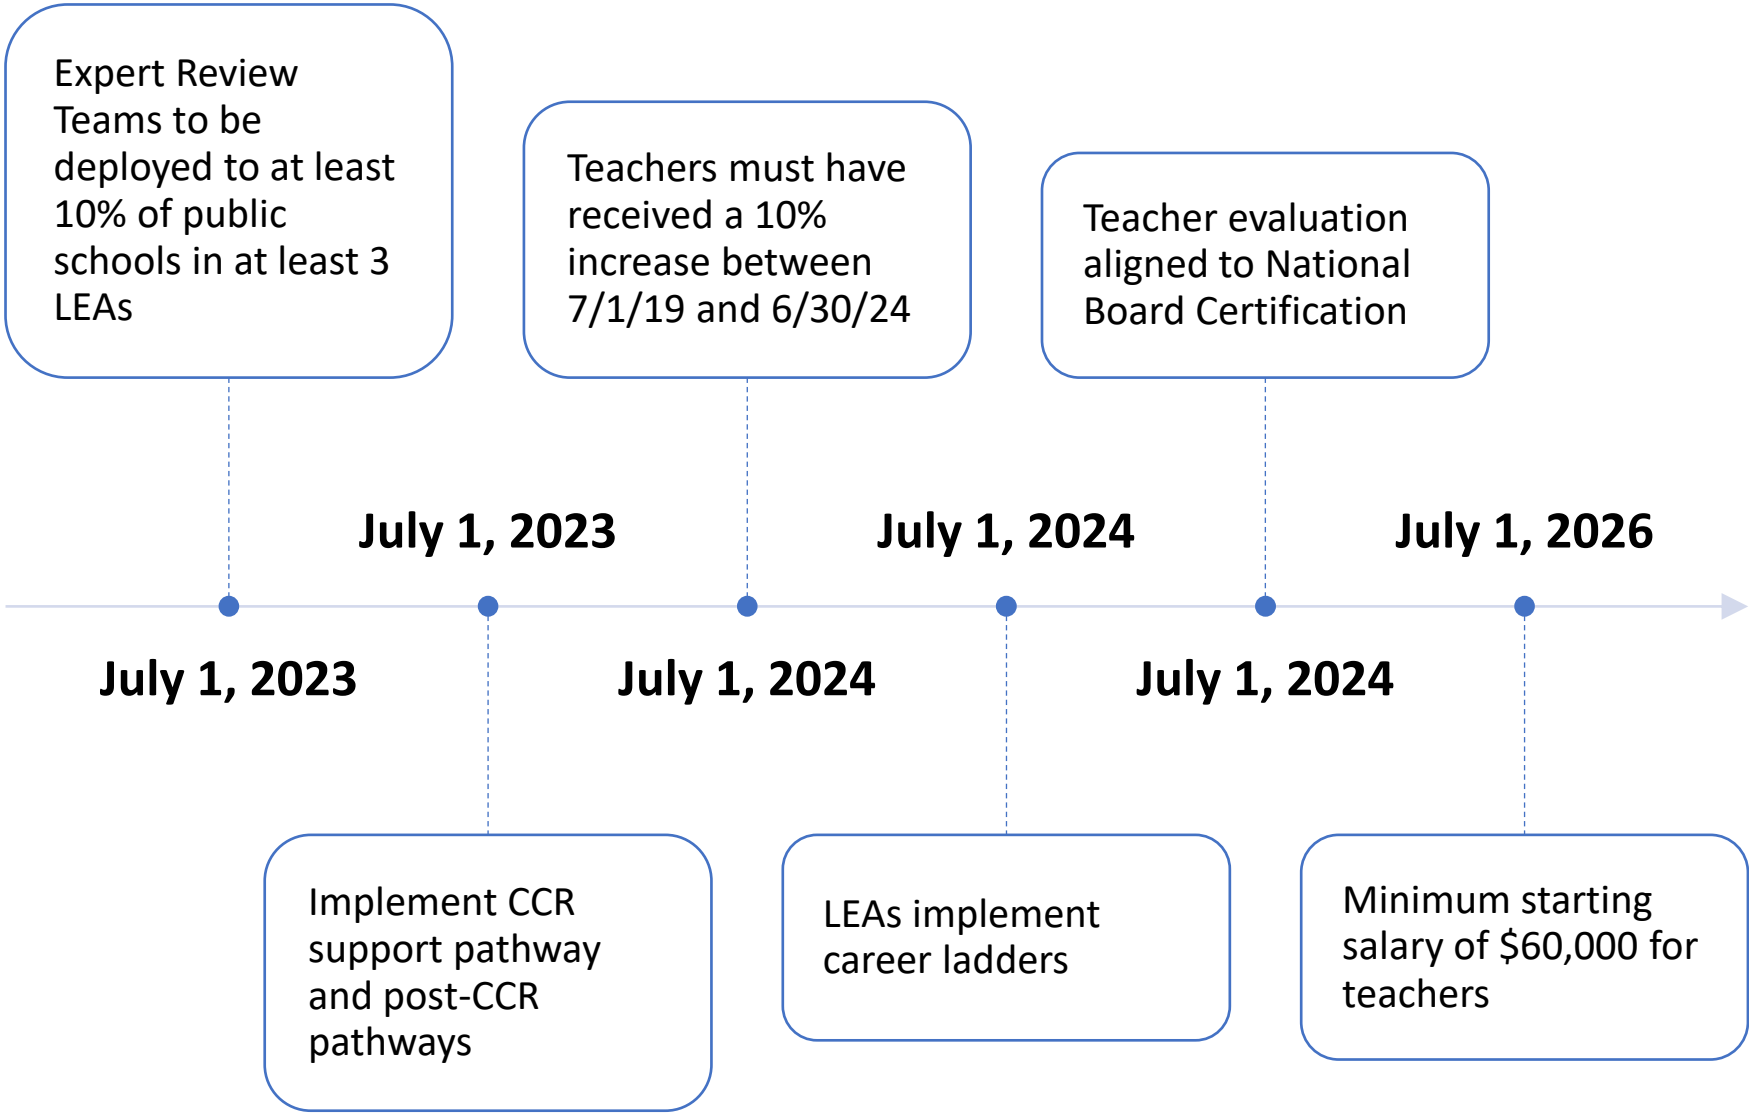 Expert Review
Teams to be
deployed to at least
10% of public
schools in at least 3
LEAs
July 1, 2023
July 1, 2023
Implement CCR
support pathway
and post-CCR
pathways
Teachers must have
received a 10%
increase between
7/1/19 and 6/30/24
July 1, 2024
July 1, 2024
LEAs implement
career ladders
Teacher evaluation
aligned to National
Board Certification
July 1, 2024
July 1, 2026
Minimum starting
salary of $60,000 for
teachers